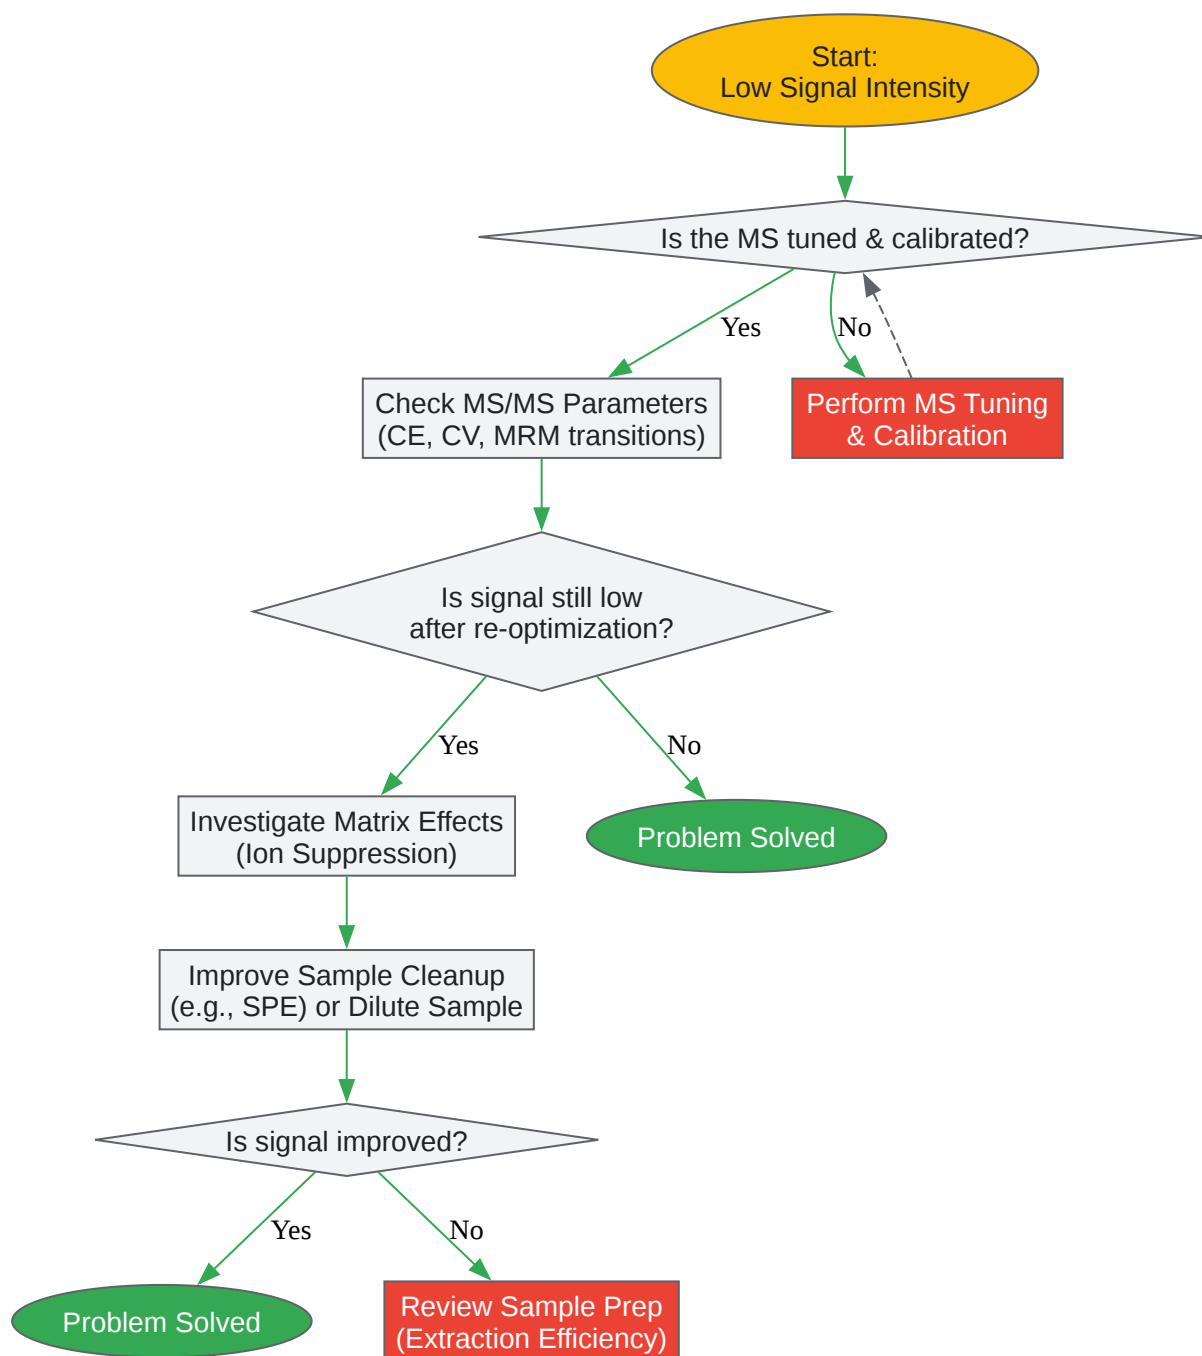 Start:
Low Signal Intensity
Is the MS tuned & calibrated?
Yes
No
Check MS/MS Parameters
(CE, CV, MRM transitions)
Perform MS Tuning
& Calibration
Is signal still low
after re-optimization?
Yes
No
Investigate Matrix Effects
(Ion Suppression)
Problem Solved
Improve Sample Cleanup
(e.g., SPE) or Dilute Sample
Is signal improved?
Yes
No
Problem Solved
Review Sample Prep
(Extraction Efficiency)